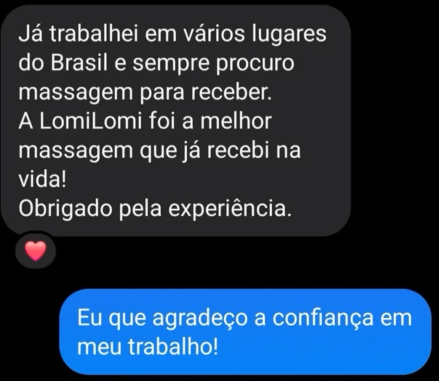 Já trabalhei em vários lugares
do Brasil e sempre procuro
massagem para receber.
A LomiLomi foi a melhor
massagem que já recebi na
vida!
Obrigado pela experiência.
Eu que agradeço a confiança em
meu trabalho!